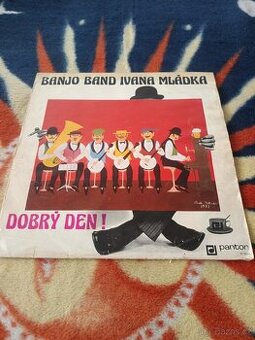 BANJO BAND IVANA MLÁDKA
DOBRÝ DEN!
panton